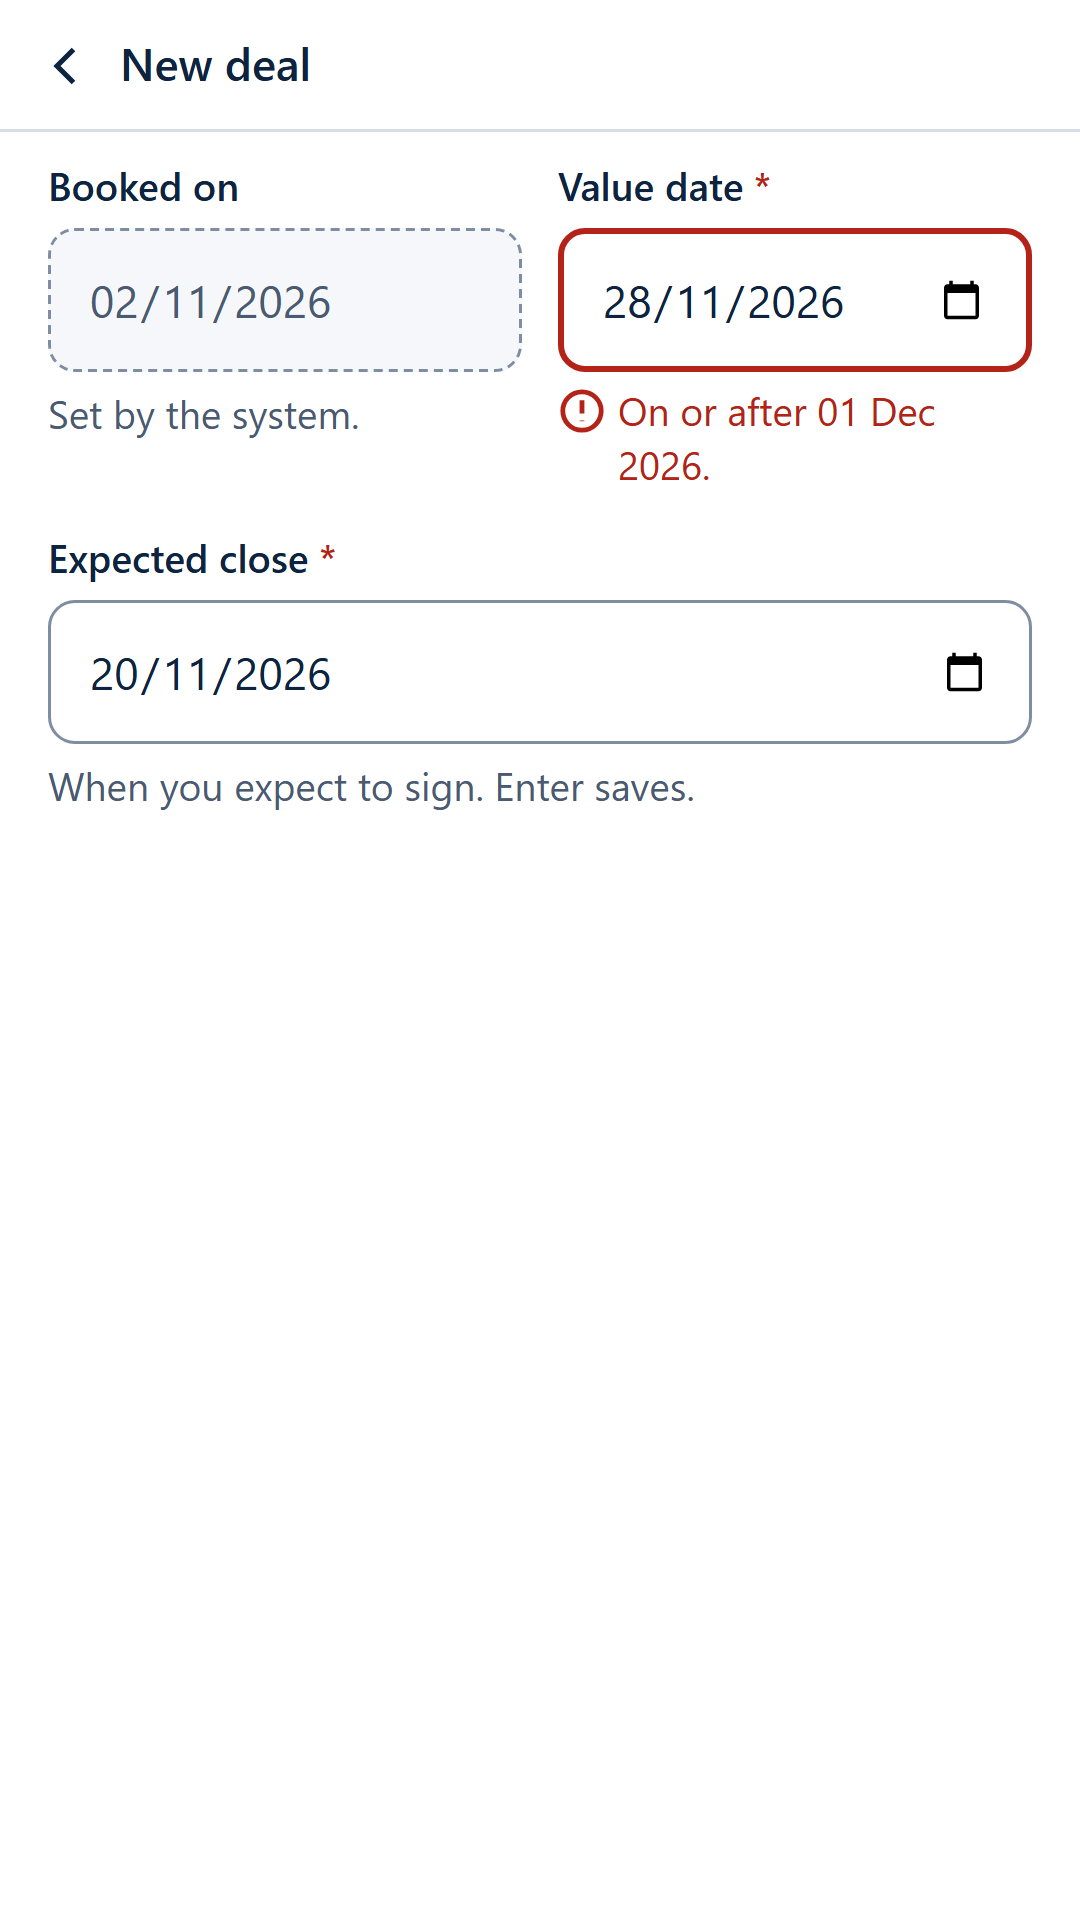 New deal
Booked on
02/11/2026
Set by the system.
Value date *
28/11/2026
On or after 01 Dec
2026.
Expected close *
20/11/2026
When you expect to sign. Enter saves.